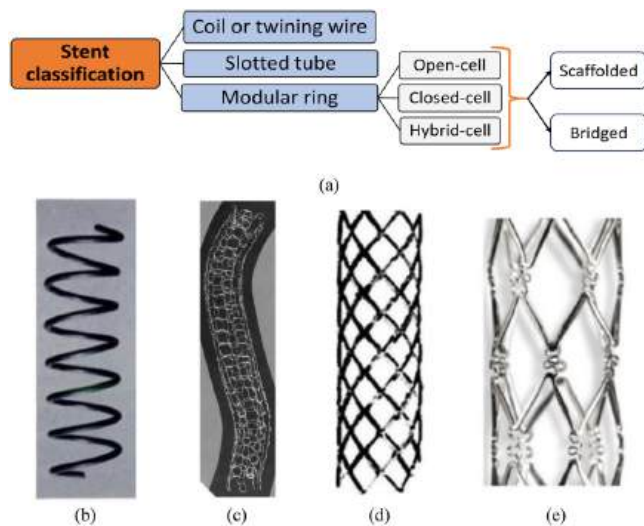 Coil or twining wire
Stent classification
Slotted tube
Modular ring
Open-cell
Closed-cell
Hybrid-cell
Scaffolded
Bridged
(a)
(b)
(c)
(d)
(e)